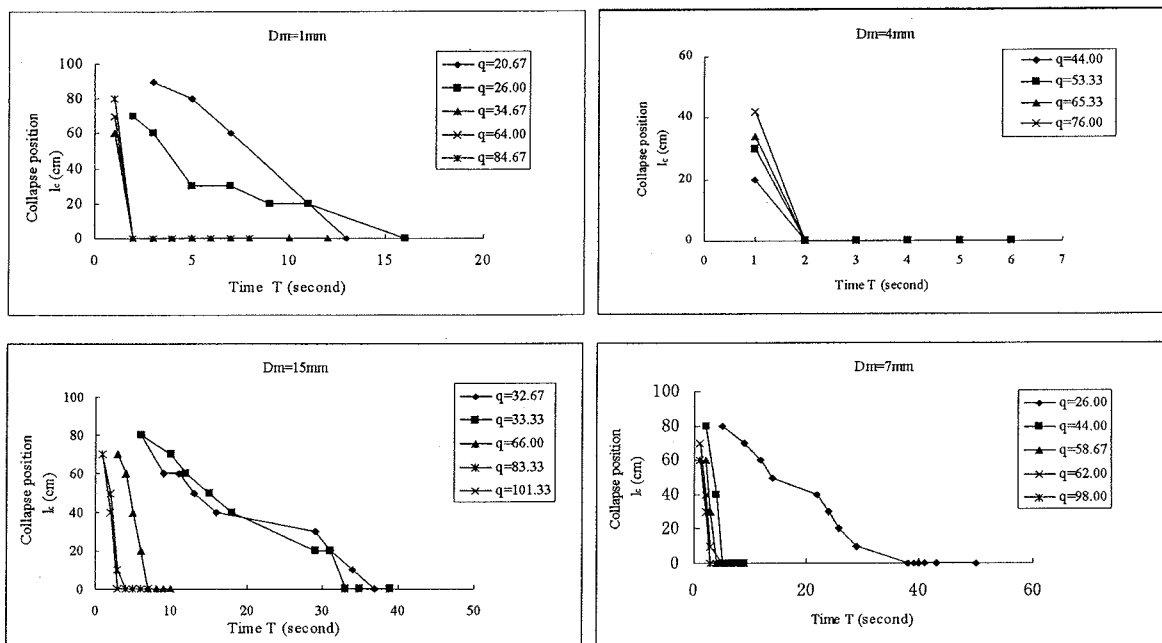 Dm=1mm
100
80
60
40
20
0
Collapse position
lc (cm)
0 5 10 15 20
Time T (second)
q=20.67
q=26.00
q=34.67
q=64.00
q=84.67
Dm=4mm
60
40
20
0
Collapse position
lc (cm)
0 1 2 3 4 5 6 7
Time T (second)
q=44.00
q=53.33
q=65.33
q=76.00
Dm=15mm
100
80
60
40
20
0
Collapse position
lc (cm)
0 10 20 30 40 50
Time T (second)
q=32.67
q=33.33
q=66.00
q=83.33
q=101.33
Dm=7mm
100
80
60
40
20
0
Collapse position
lc (cm)
0 20 40 60
Time T (second)
q=26.00
q=44.00
q=58.67
q=62.00
q=98.00